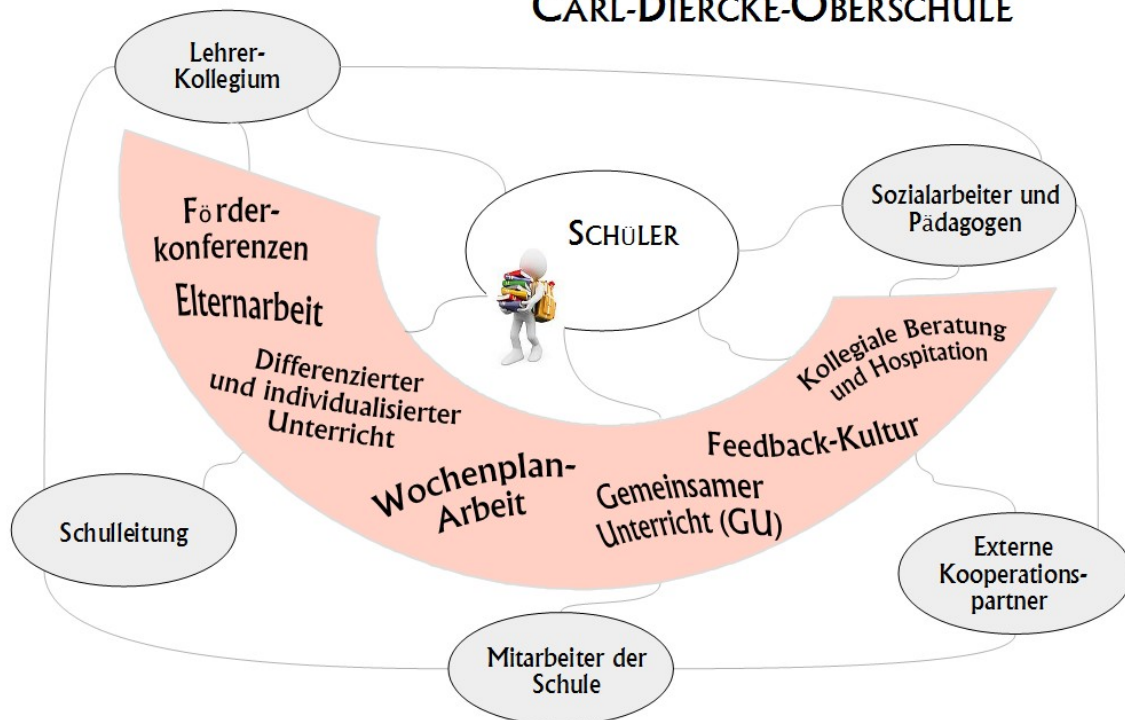 CARL-DIERCKE-OBERSCHULE
Lehrer-
Kollegium
SCHÜLER
Sozialarbeiter und
Pädagogen
Förder-
konferenzen
Elternarbeit
Differenzierter
und individualisierter
Unterricht
Wochenplan-
Arbeit
Gemeinsamer
Unterricht (GU)
Feedback-Kultur
Kollegiale Beratung
und Hospitation
Schulleitung
Externe
Kooperations-
partner
Mitarbeiter der
Schule